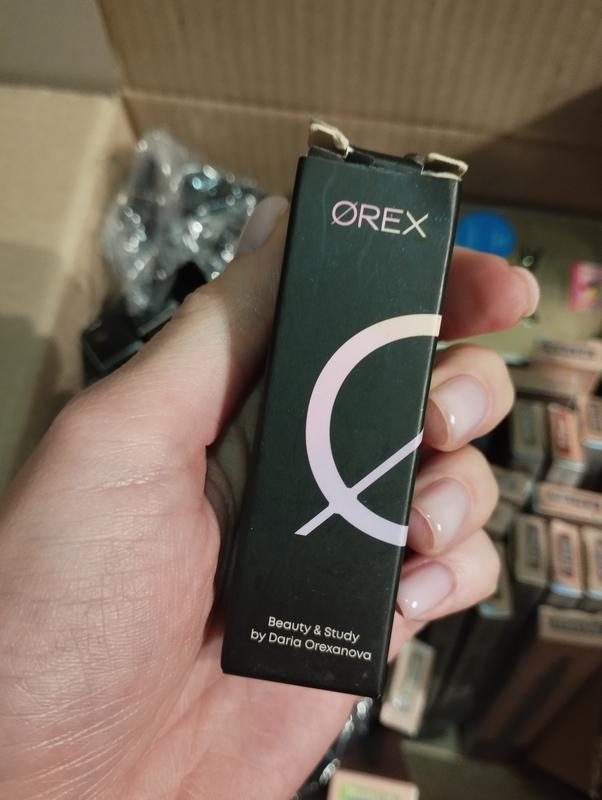 ØREX
Beauty & Study
by Daria Orexanova